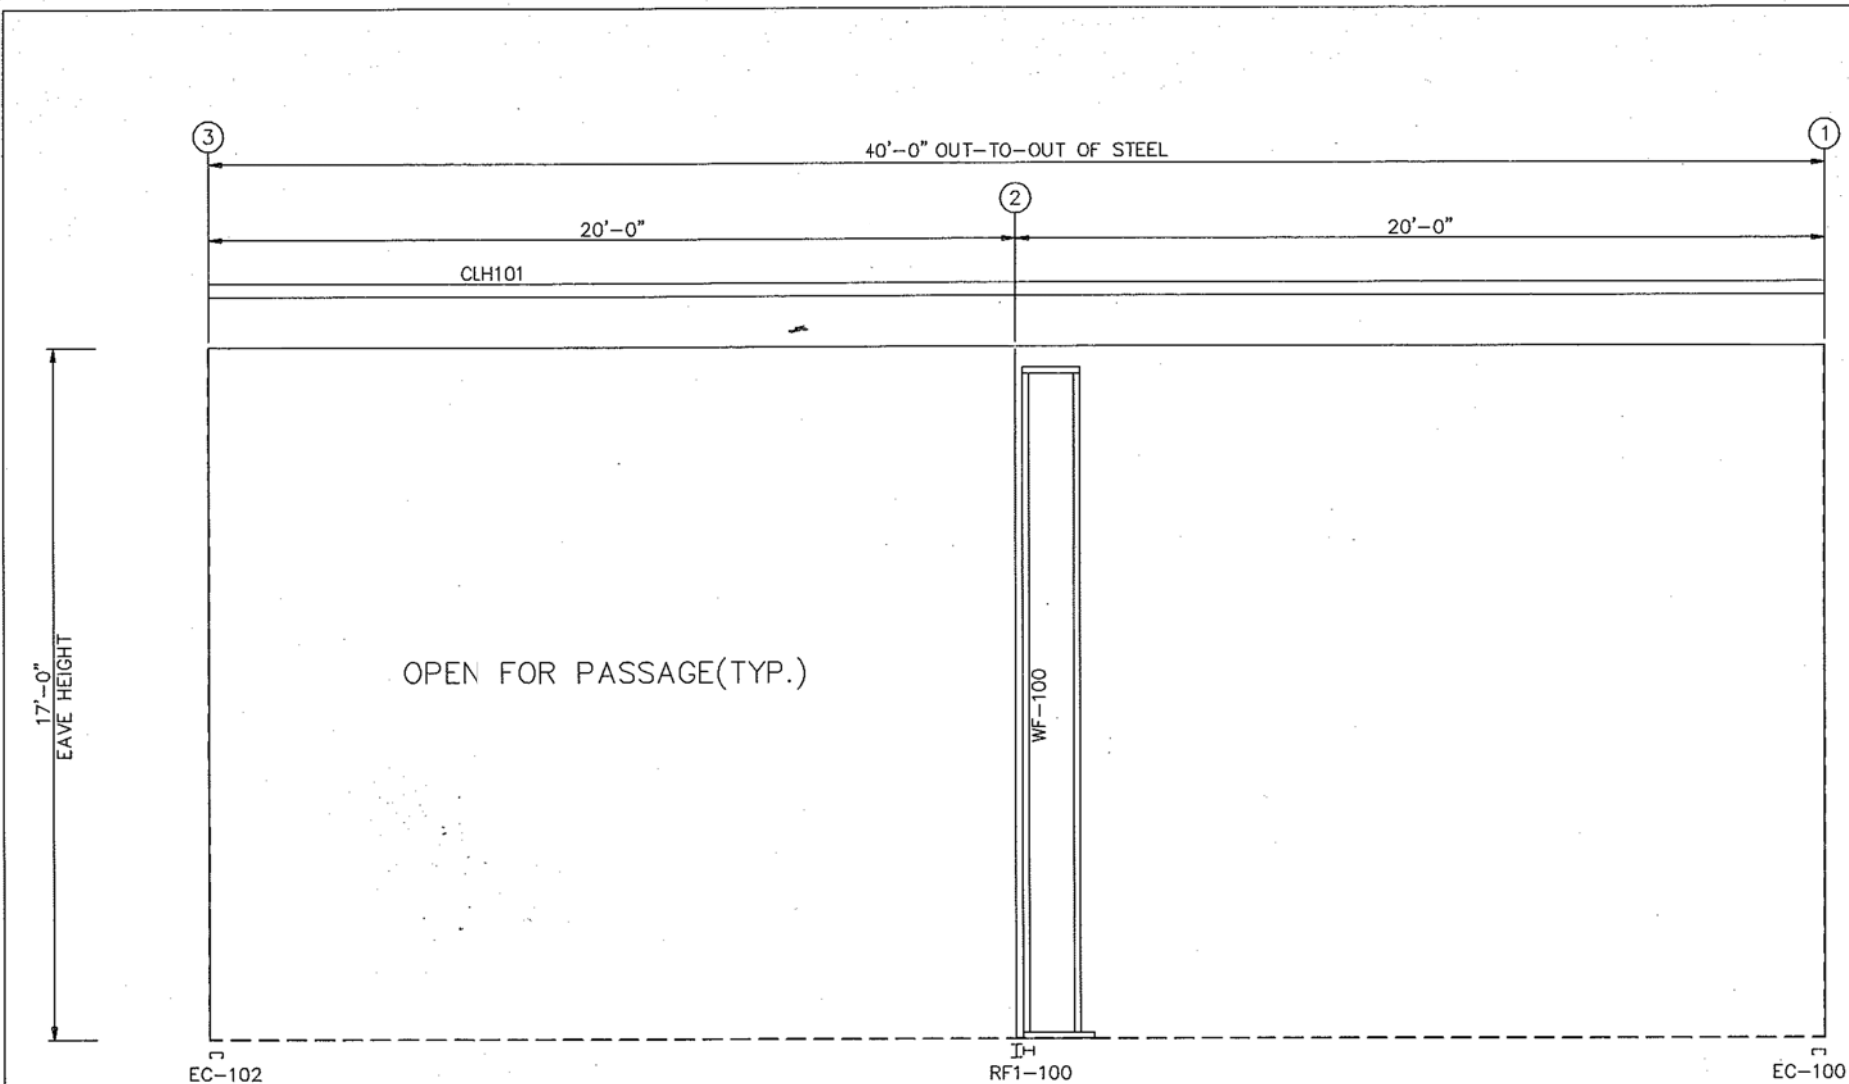 3
1
40'-0" OUT-TO-OUT OF STEEL
2
20'-0"
20'-0"
CLH101
17'-0"
EAVE HEIGHT
OPEN FOR PASSAGE(TYP.)
WF-100
EC-102
RF1-100
EC-100